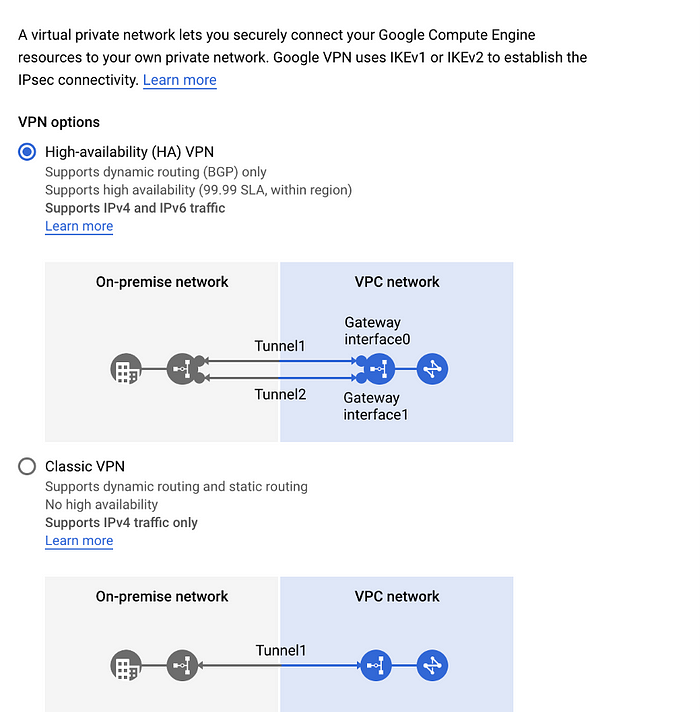 A virtual private network lets you securely connect your Google Compute Engine
resources to your own private network. Google VPN uses IKEv1 or IKEv2 to establish the
IPsec connectivity. Learn more
VPN options
High-availability (HA) VPN
Supports dynamic routing (BGP) only
Supports high availability (99.99 SLA, within region)
Supports IPv4 and IPv6 traffic
Learn more
On-premise network
VPC network
Gateway
interface0
Tunnel1
Tunnel2
Gateway
interface1
Classic VPN
Supports dynamic routing and static routing
No high availability
Supports IPv4 traffic only
Learn more
On-premise network
VPC network
Tunnel1